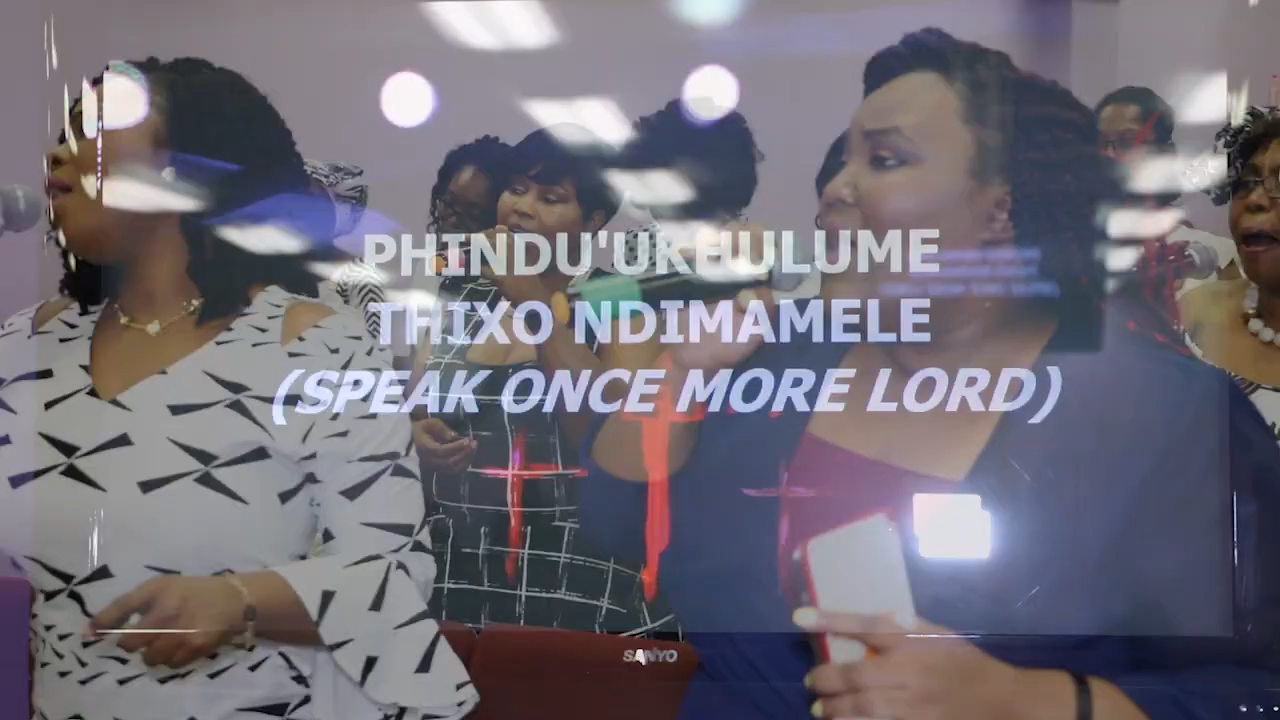 PHINDU'UKHULUME
THIXO NDIMAMELE
(SPEAK ONCE MORE LORD)
SANYO